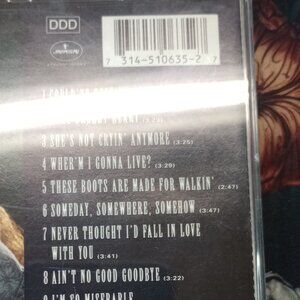 DDD
7 314-510635-2 7
3 SHE'S NOT CRYIN' ANYMORE (3:25)
4 WHER'M I GONNA LIVE? (3:29)
5 THESE BOOTS ARE MADE FOR WALKIN' (2:47)
6 SOMEDAY, SOMEWHERE, SOMEHOW (2:47)
7 NEVER THOUGHT I'D FALL IN LOVE
WITH YOU (3:41)
8 AIN'T NO GOOD GOODBYE (3:22)
9 I'M SO MISERABLE